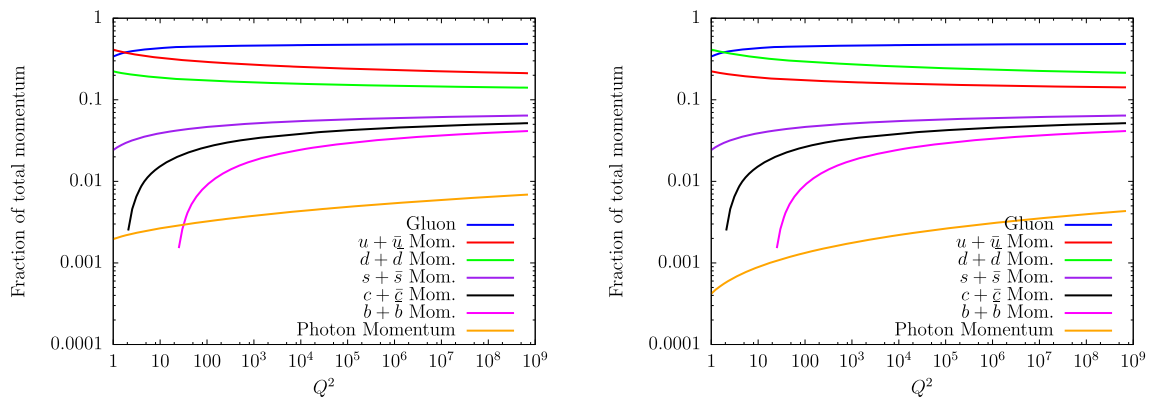 1
0.1
0.01
0.001
0.0001
Fraction of total momentum
1 10 100 10³ 10⁴ 10⁵ 10⁶ 10⁷ 10⁸ 10⁹
Q²
Gluon
u + ū Mom.
d + d̄ Mom.
s + s̄ Mom.
c + c̄ Mom.
b + b̄ Mom.
Photon Momentum
1
0.1
0.01
0.001
0.0001
Fraction of total momentum
1 10 100 10³ 10⁴ 10⁵ 10⁶ 10⁷ 10⁸ 10⁹
Q²
Gluon
u + ū Mom.
d + d̄ Mom.
s + s̄ Mom.
c + c̄ Mom.
b + b̄ Mom.
Photon Momentum